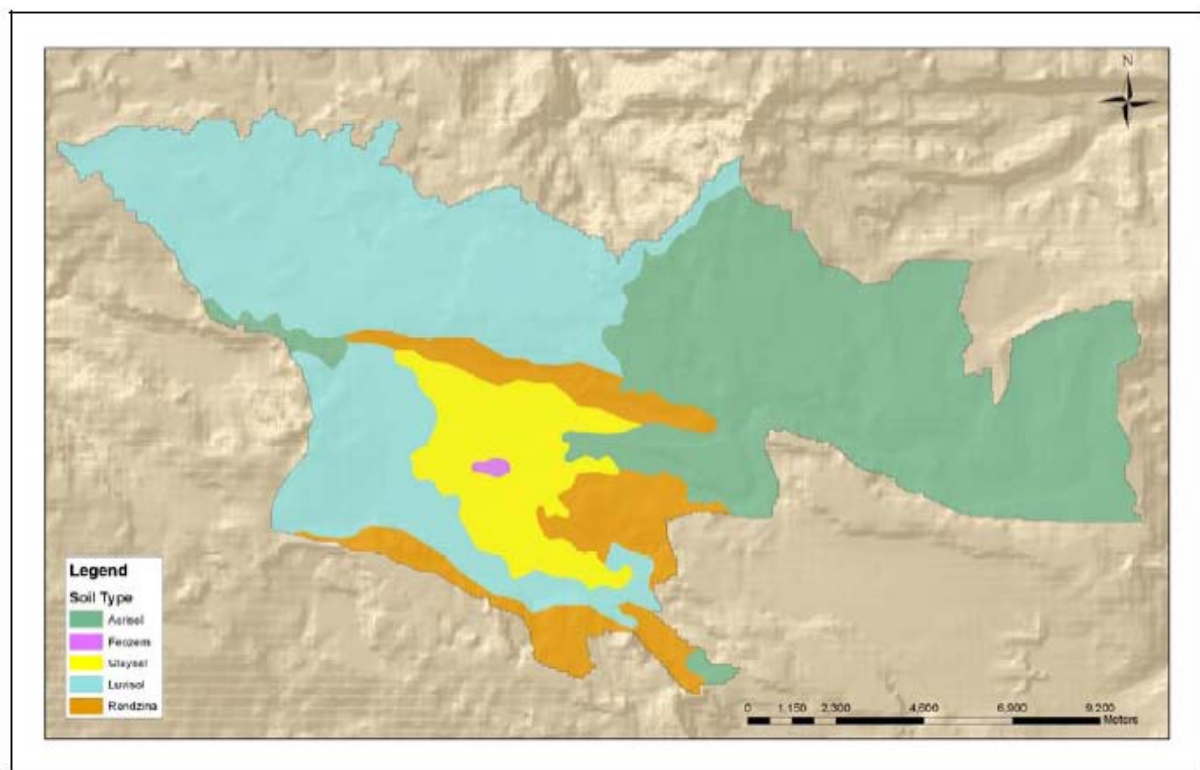 N
Legend
Soil Type
Acrisol
Feozem
Glaysol
Luvisol
Rendzina
0 1,150 2,300 4,600 6,900 9,200
Meters